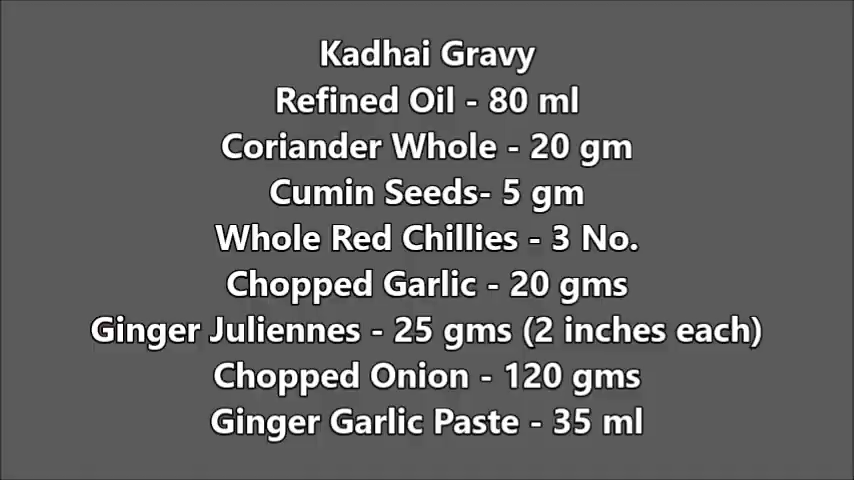 Kadhai Gravy
Refined Oil - 80 ml
Coriander Whole - 20 gm
Cumin Seeds- 5 gm
Whole Red Chillies - 3 No.
Chopped Garlic - 20 gms
Ginger Juliennes - 25 gms (2 inches each)
Chopped Onion - 120 gms
Ginger Garlic Paste - 35 ml